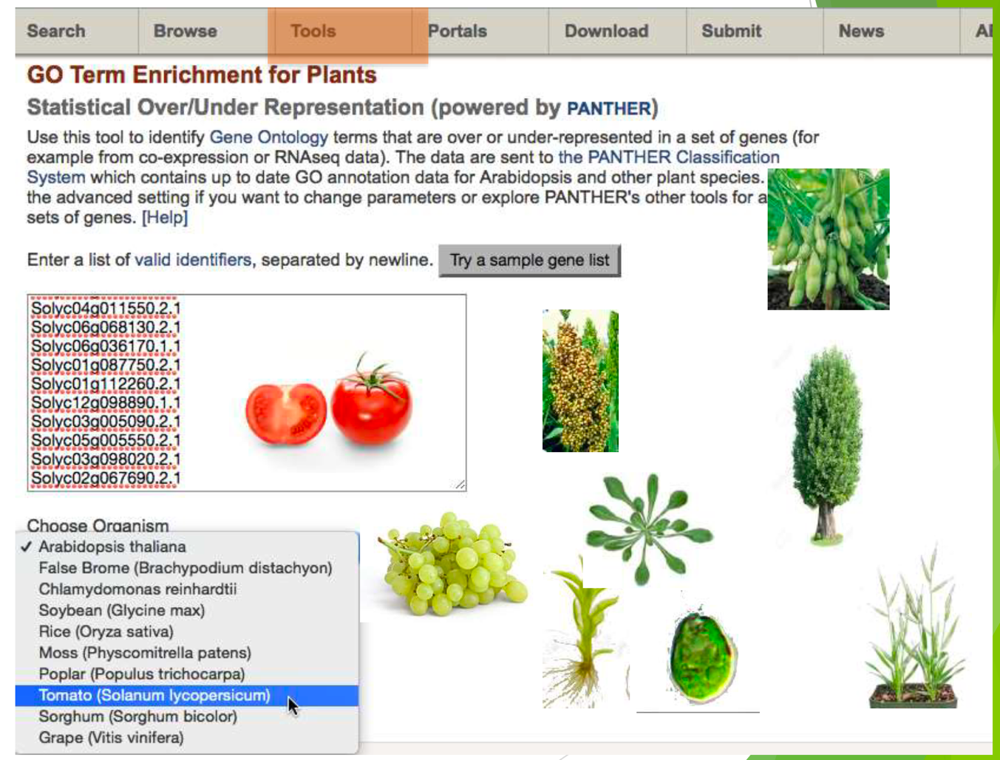 Search Browse Tools Portals Download Submit News
GO Term Enrichment for Plants
Statistical Over/Under Representation (powered by PANTHER)
Use this tool to identify Gene Ontology terms that are over or under-represented in a set of genes (for
example from co-expression or RNAseq data). The data are sent to the PANTHER Classification
System which contains up to date GO annotation data for Arabidopsis and other plant species.
the advanced setting if you want to change parameters or explore PANTHER's other tools for a
sets of genes. [Help]
Enter a list of valid identifiers, separated by newline. Try a sample gene list
Solyc04g011550.2.1
Solyc06g068130.2.1
Solyc06g036170.1.1
Solyc01g087750.2.1
Solyc01g112260.2.1
Solyc12g098890.1.1
Solyc03g005090.2.1
Solyc05g005550.2.1
Solyc03g098020.2.1
Solyc02g067690.2.1
Choose Organism
✓ Arabidopsis thaliana
False Brome (Brachypodium distachyon)
Chlamydomonas reinhardtii
Soybean (Glycine max)
Rice (Oryza sativa)
Moss (Physcomitrella patens)
Poplar (Populus trichocarpa)
Tomato (Solanum lycopersicum)
Sorghum (Sorghum bicolor)
Grape (Vitis vinifera)